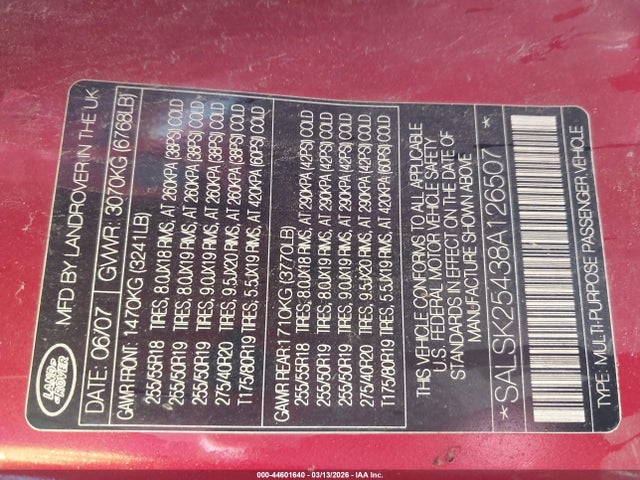 LAND ROVER
MFD BY LANDROVER IN THE UK
DATE: 06/07 GVWR: 3070KG (6768LB)
GAWR FRONT: 1470KG (3241LB)
255/55R18 TIRES, 8.0JX18 RIMS, AT 260KPA (38PSI) COLD
255/50R19 TIRES, 8.0JX19 RIMS, AT 260KPA (38PSI) COLD
255/50R19 TIRES, 9.0JX19 RIMS, AT 260KPA (38PSI) COLD
275/40R20 TIRES, 9.5JX20 RIMS, AT 260KPA (38PSI) COLD
T175/80R19 TIRES, 5.5JX19 RIMS, AT 420KPA (60PSI) COLD
GAWR REAR: 1710KG (3770LB)
255/55R18 TIRES, 8.0JX18 RIMS, AT 290KPA (42PSI) COLD
255/50R19 TIRES, 8.0JX19 RIMS, AT 290KPA (42PSI) COLD
255/50R19 TIRES, 9.0JX19 RIMS, AT 290KPA (42PSI) COLD
275/40R20 TIRES, 9.5JX20 RIMS, AT 290KPA (42PSI) COLD
T175/80R19 TIRES, 5.5JX19 RIMS, AT 420KPA (60PSI) COLD
THIS VEHICLE CONFORMS TO ALL APPLICABLE
U.S. FEDERAL MOTOR VEHICLE SAFETY
STANDARDS IN EFFECT ON THE DATE OF
MANUFACTURE SHOWN ABOVE
*SALSK25438A126507*
TYPE: MULTI-PURPOSE PASSENGER VEHICLE
000-44601640 - 03/13/2026 - IAA Inc.